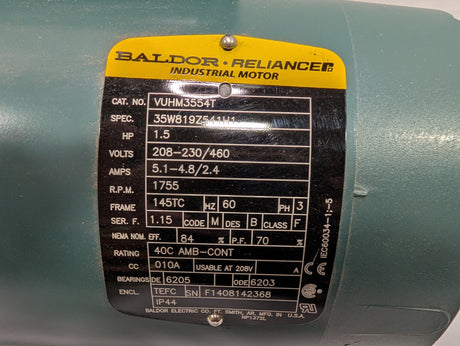 BALDOR • RELIANCE
INDUSTRIAL MOTOR
CAT. NO. VUHM3554T
SPEC. 35W819Z541H1
HP 1.5
VOLTS 208-230/460
AMPS 5.1-4.8/2.4
R.P.M. 1755
FRAME 145TC HZ 60 PH 3
SER. F. 1.15 CODE M DES B CLASS F
NEMA NOM. EFF. 84 % P.F. 70 %
RATING 40C AMB-CONT
CC 010A USABLE AT 208V A
BEARINGS DE 6205 ODE 6203
ENCL. TEFC SN F1408142368
IP44
BALDOR ELECTRIC CO. FT. SMITH, AR. MFG. IN U.S.A.
NP1372L
IEC60034-1;-5
CE